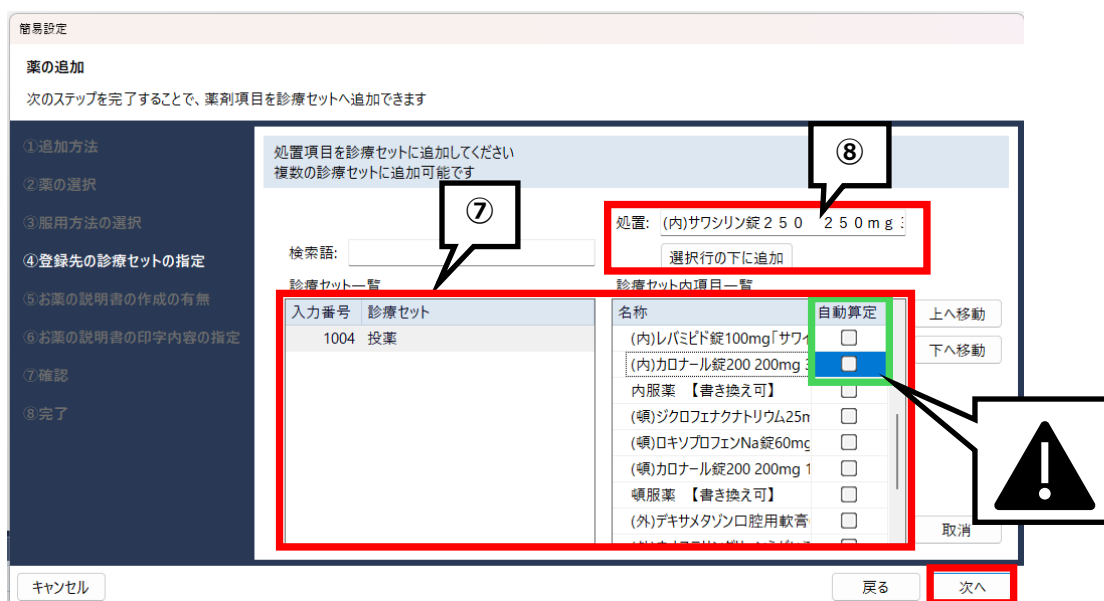 簡易設定
薬の追加
次のステップを完了することで、薬剤項目を診療セットへ追加できます
①追加方法
②薬の選択
③服用方法の選択
④登録先の診療セットの指定
⑤お薬の説明書の作成の有無
⑥お薬の説明書の印字内容の指定
⑦確認
⑧完了
処置項目を診療セットに追加してください
複数の診療セットに追加可能です
⑧
⑦
処置: (内)サワシリン錠250 250mg
選択行の下に追加
検索語:
診療セット一覧
入力番号 診療セット
1004 投薬
診療セット内項目一覧
名称 自動算定
(内)レバミピド錠100mg「サワイ
(内)カロナール錠200 200mg 3
内服薬 【書き換え可】
(頓)ジクロフェナクナトリウム25m
(頓)ロキソプロフェンNa錠60mg
(頓)カロナール錠200 200mg 1
頓服薬 【書き換え可】
(外)デキサメタゾン口腔用軟膏
上へ移動
下へ移動
取消
キャンセル
戻る
次へ